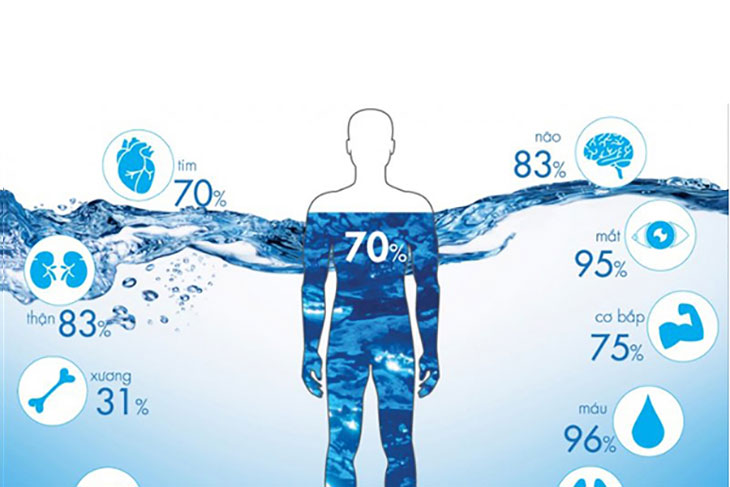 tim
70%
thận
83%
xương
31%
70%
não
83%
mắt
95%
cơ bắp
75%
máu
96%